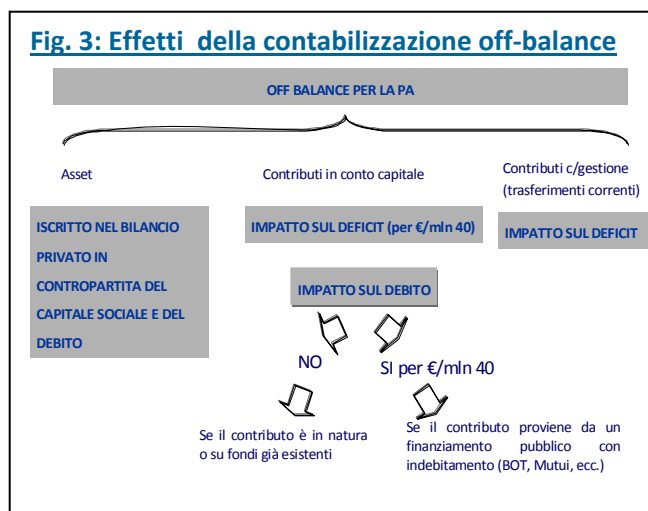 Fig. 3: Effetti della contabilizzazione off-balance
OFF BALANCE PER LA PA
Asset
Contributi in conto capitale
Contributi c/gestione
(trasferimenti correnti)
ISCRITTO NEL BILANCIO
PRIVATO IN
CONTROPARTITA DEL
CAPITALE SOCIALE E DEL
DEBITO
IMPATTO SUL DEFICIT (per €/mln 40)
IMPATTO SUL DEFICIT
IMPATTO SUL DEBITO
NO
SI per €/mln 40
Se il contributo è in natura
o su fondi già esistenti
Se il contributo proviene da un
finanziamento pubblico con
indebitamento (BOT, Mutui, ecc.)